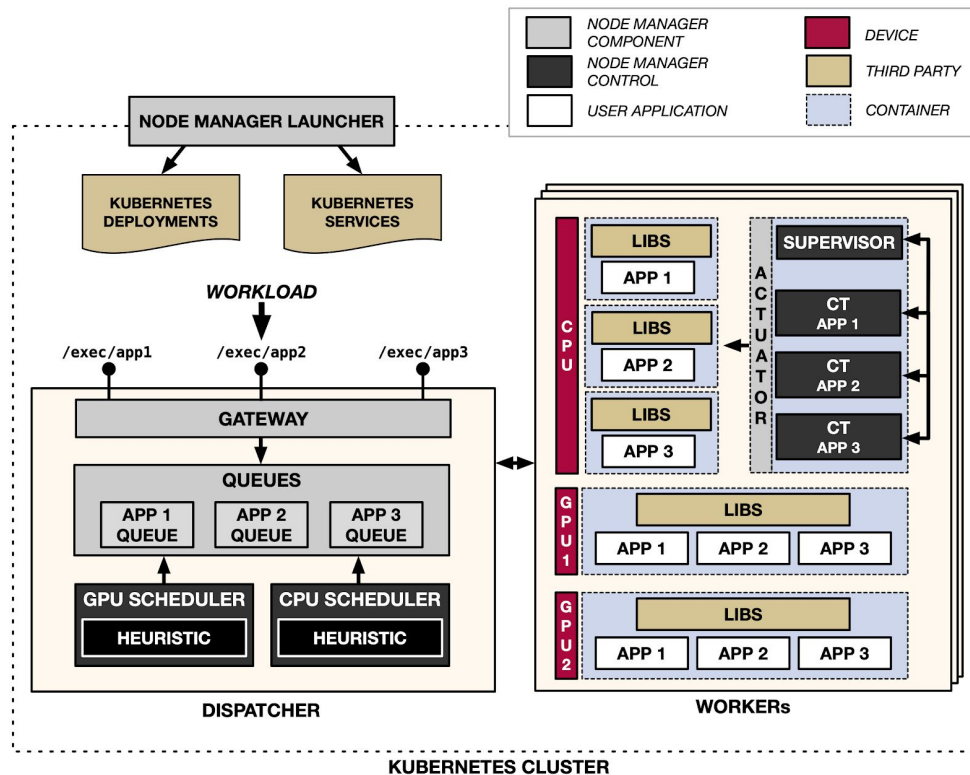 NODE MANAGER
COMPONENT
NODE MANAGER
CONTROL
USER APPLICATION
DEVICE
THIRD PARTY
CONTAINER
NODE MANAGER LAUNCHER
KUBERNETES
DEPLOYMENTS
KUBERNETES
SERVICES
WORKLOAD
/exec/app1
/exec/app2
/exec/app3
GATEWAY
QUEUES
APP 1
QUEUE
APP 2
QUEUE
APP 3
QUEUE
GPU SCHEDULER
HEURISTIC
CPU SCHEDULER
HEURISTIC
DISPATCHER
CPU
LIBS
APP 1
LIBS
APP 2
LIBS
APP 3
ACTUATOR
SUPERVISOR
CT
APP 1
CT
APP 2
CT
APP 3
GPU1
LIBS
APP 1
APP 2
APP 3
GPU2
LIBS
APP 1
APP 2
APP 3
WORKERs
KUBERNETES CLUSTER